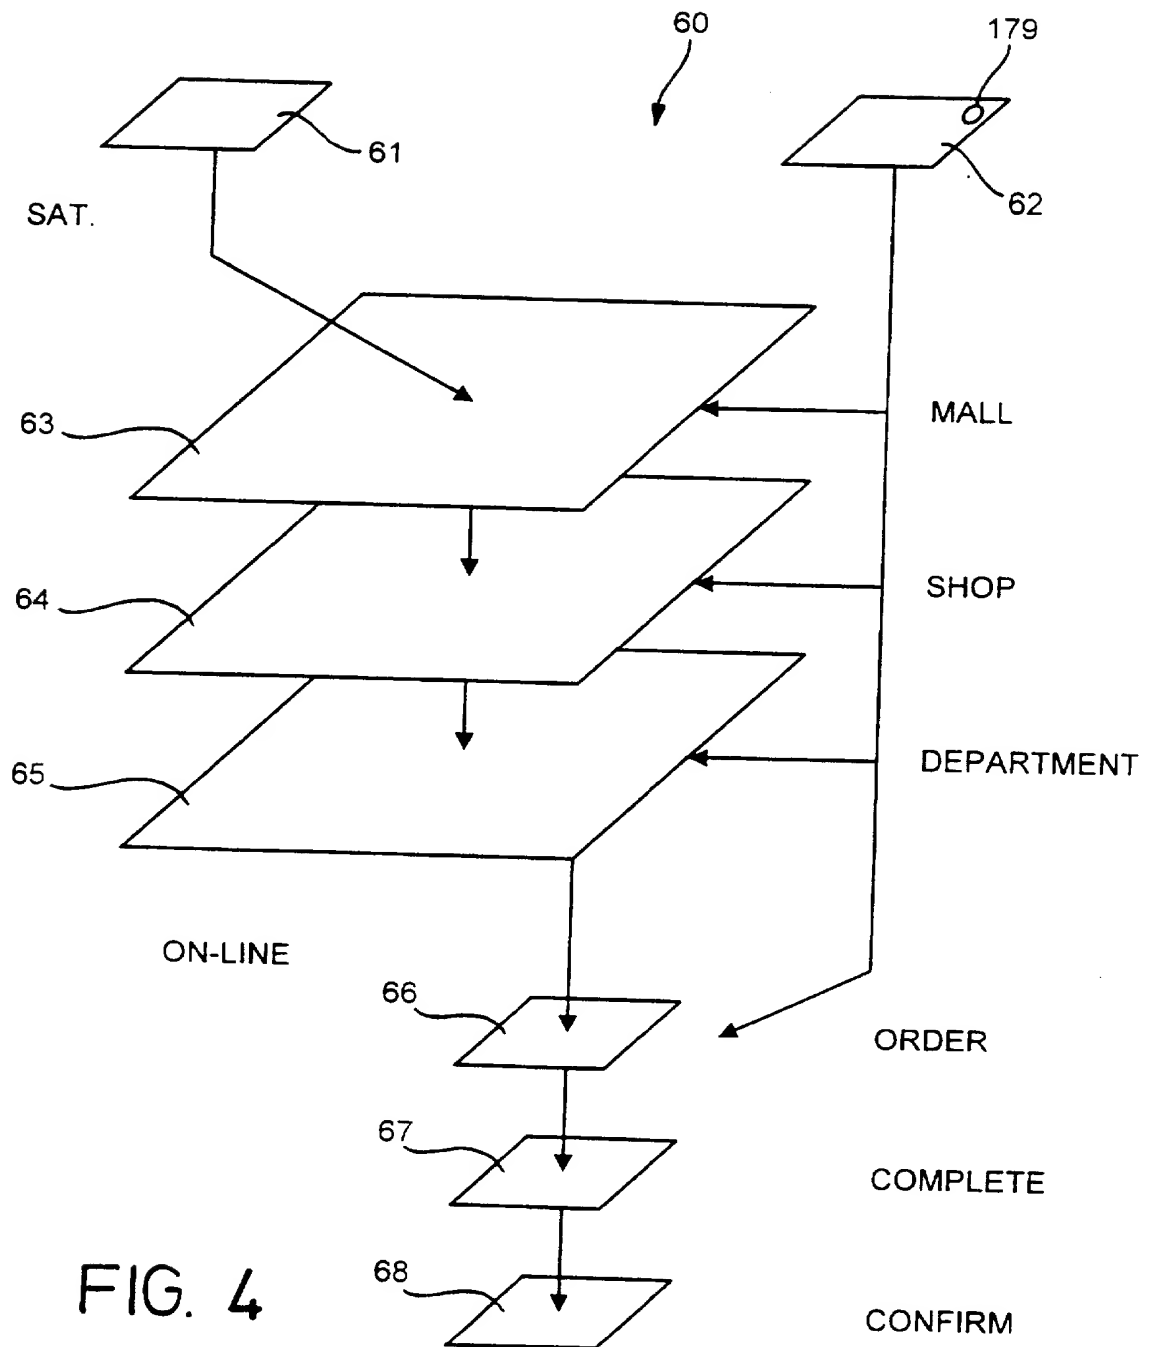 60
179
61
62
SAT.
63
MALL
64
SHOP
65
DEPARTMENT
ON-LINE
66
ORDER
67
COMPLETE
68
CONFIRM
FIG. 4